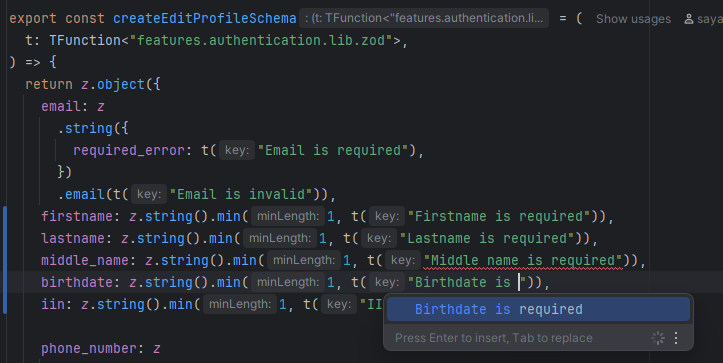 export const createEditProfileSchema : (t: TFunction<"features.authentication.li... = ( Show usages saya
t: TFunction<"features.authentication.lib.zod">,
) => {
return z.object({
email: z
.string({
required_error: t( key: "Email is required"),
})
.email(t( key: "Email is invalid")),
firstname: z.string().min( minLength: 1, t( key: "Firstname is required")),
lastname: z.string().min( minLength: 1, t( key: "Lastname is required")),
middle_name: z.string().min( minLength: 1, t( key: "Middle name is required")),
birthdate: z.string().min( minLength: 1, t( key: "Birthdate is ")),
iin: z.string().min( minLength: 1, t( key: "II
Birthdate is required
Press Enter to insert, Tab to replace
phone_number: z